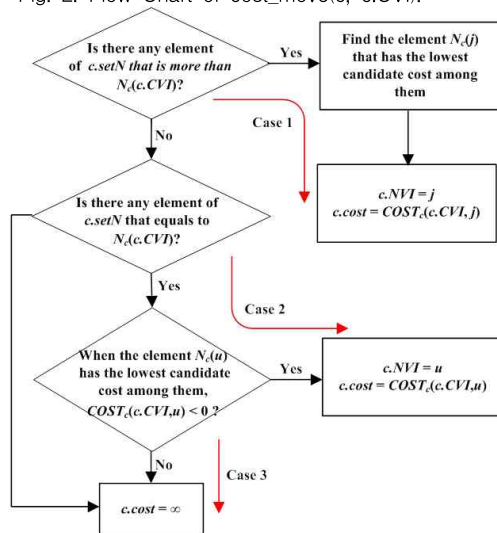 Fig. 2. Flow Chart of cost_move(c, c.CVI).
Is there any element
of c.setN that is more than
N_c(c.CVI)?
Yes
Find the element N_c(j)
that has the lowest
candidate cost among
them
No
Case 1
c.NVI = j
c.cost = COST_c(c.CVI, j)
Is there any element of
c.setN that equals to
N_c(c.CVI)?
Yes
Case 2
When the element N_c(u)
has the lowest candidate
cost among them,
COST_c(c.CVI,u) < 0 ?
Yes
c.NVI = u
c.cost = COST_c(c.CVI,u)
No
Case 3
c.cost = ∞